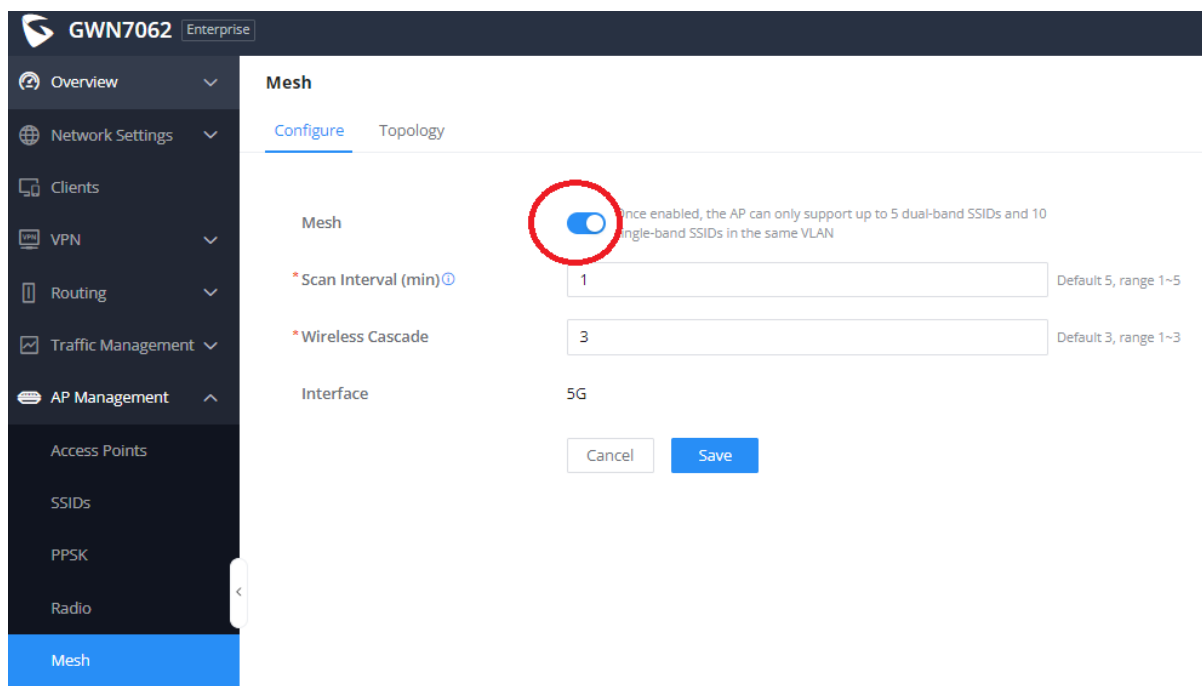 GWN7062 Enterprise
Overview
Network Settings
Clients
VPN
Routing
Traffic Management
AP Management
Access Points
SSIDs
PPSK
Radio
Mesh
Mesh
Configure Topology
Mesh
Once enabled, the AP can only support up to 5 dual-band SSIDs and 10
single-band SSIDs in the same VLAN
*Scan Interval (min) 1 Default 5, range 1~5
*Wireless Cascade 3 Default 3, range 1~3
Interface 5G
Cancel Save